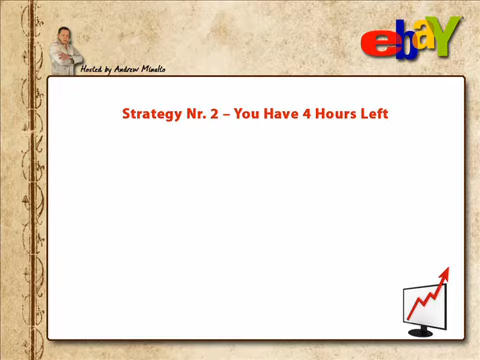 ebaY
Hosted by Andrew Minalto
Strategy Nr. 2 – You Have 4 Hours Left